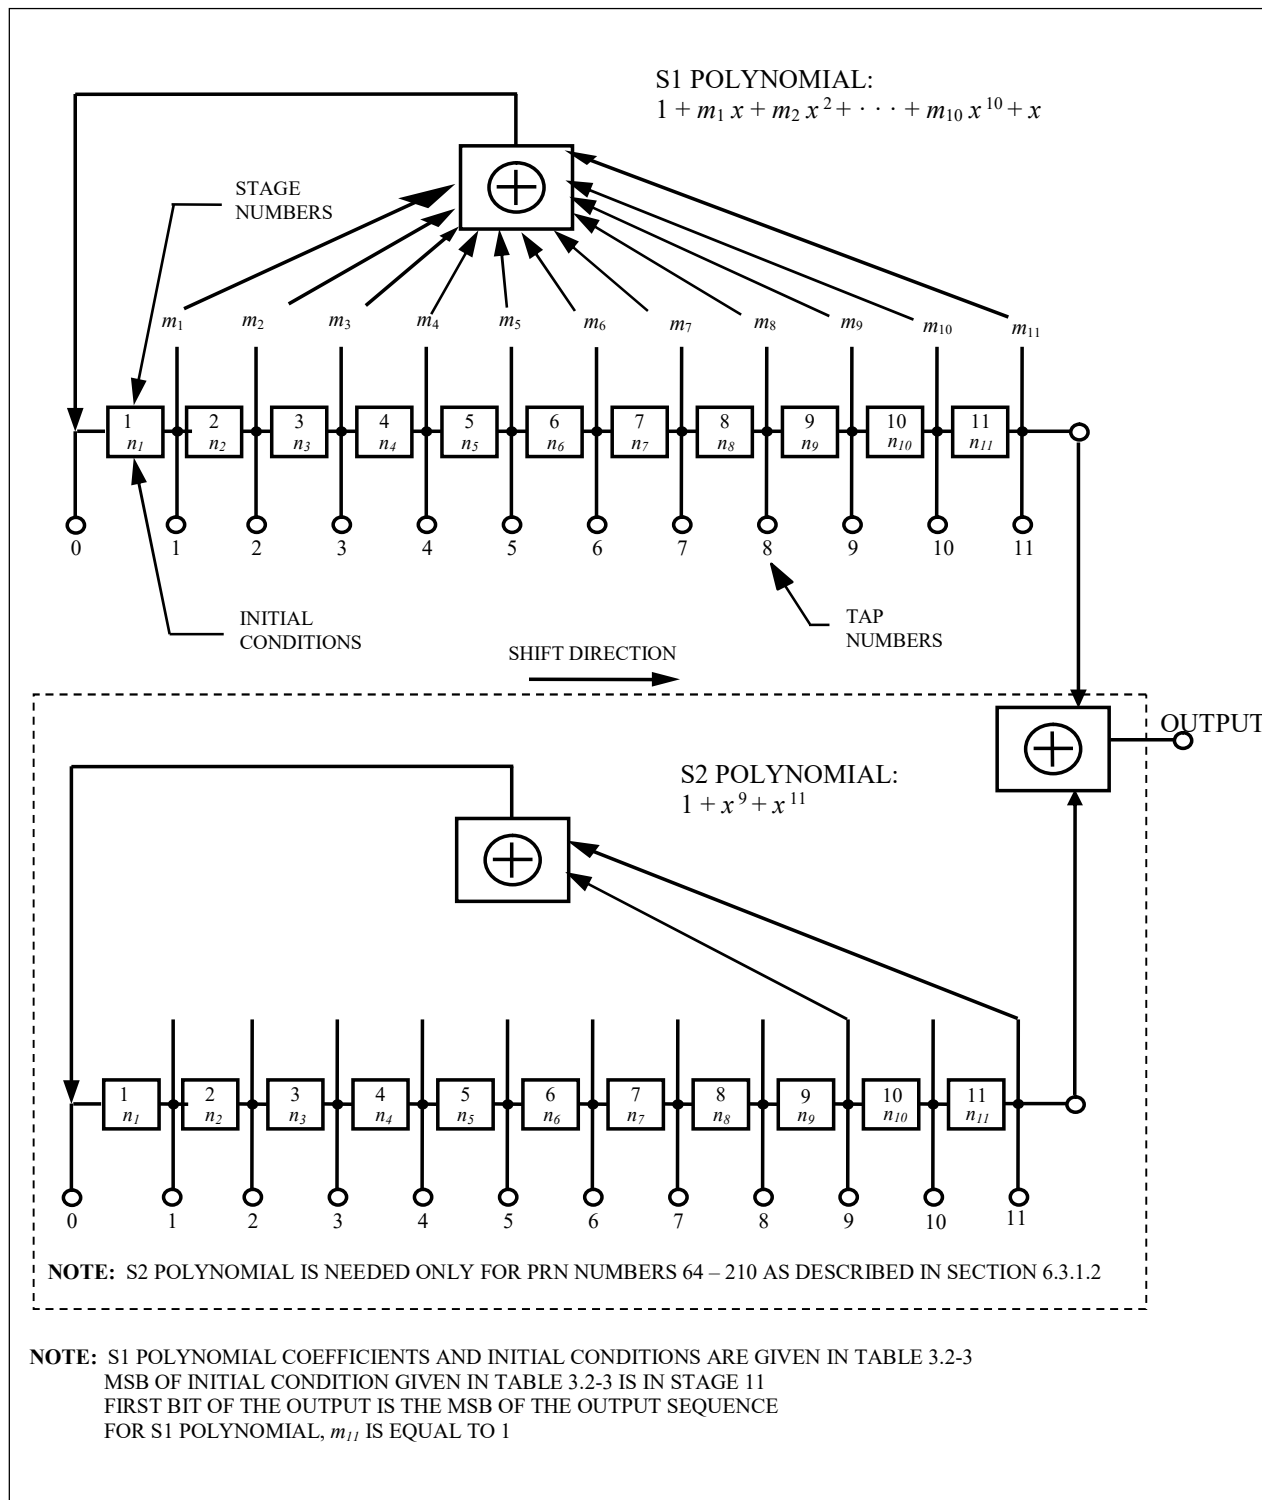 S1 POLYNOMIAL:
1 + m₁ x + m₂ x² + · · · + m₁₀ x¹⁰ + x
STAGE
NUMBERS
m₁ m₂ m₃ m₄ m₅ m₆ m₇ m₈ m₉ m₁₀ m₁₁
1 2 3 4 5 6 7 8 9 10 11
n₁ n₂ n₃ n₄ n₅ n₆ n₇ n₈ n₉ n₁₀ n₁₁
0 1 2 3 4 5 6 7 8 9 10 11
INITIAL
CONDITIONS
TAP
NUMBERS
SHIFT DIRECTION
OUTPUT
S2 POLYNOMIAL:
1 + x⁹ + x¹¹
1 2 3 4 5 6 7 8 9 10 11
n₁ n₂ n₃ n₄ n₅ n₆ n₇ n₈ n₉ n₁₀ n₁₁
0 1 2 3 4 5 6 7 8 9 10 11
NOTE: S2 POLYNOMIAL IS NEEDED ONLY FOR PRN NUMBERS 64 – 210 AS DESCRIBED IN SECTION 6.3.1.2
NOTE: S1 POLYNOMIAL COEFFICIENTS AND INITIAL CONDITIONS ARE GIVEN IN TABLE 3.2-3
MSB OF INITIAL CONDITION GIVEN IN TABLE 3.2-3 IS IN STAGE 11
FIRST BIT OF THE OUTPUT IS THE MSB OF THE OUTPUT SEQUENCE
FOR S1 POLYNOMIAL, m₁₁ IS EQUAL TO 1